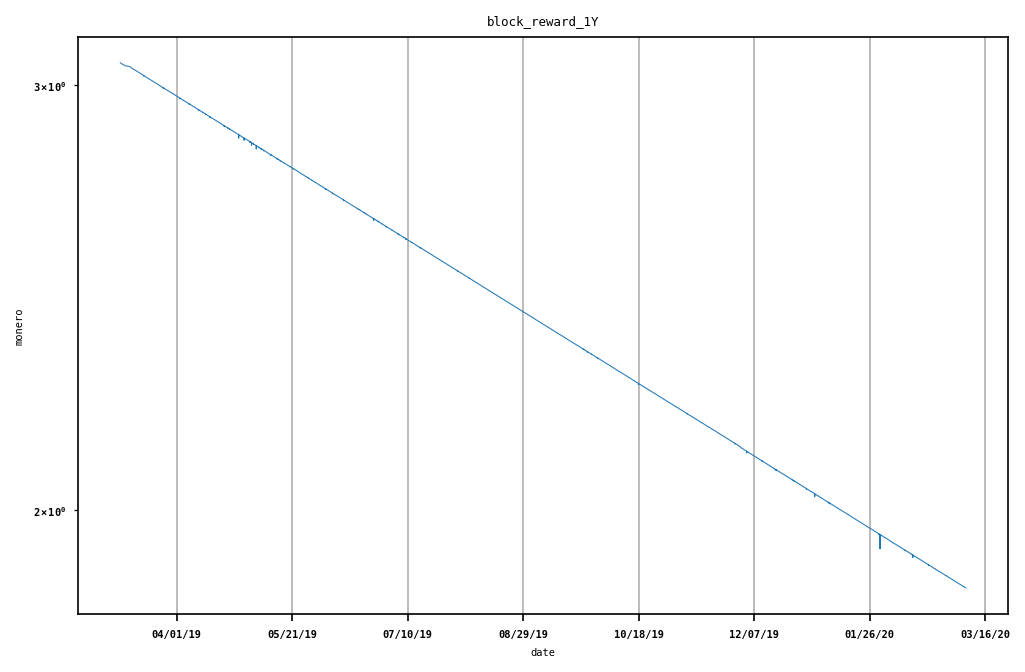 block_reward_1Y
3×10⁰
monero
2×10⁰
04/01/19 05/21/19 07/10/19 08/29/19 10/18/19 12/07/19 01/26/20 03/16/20
date